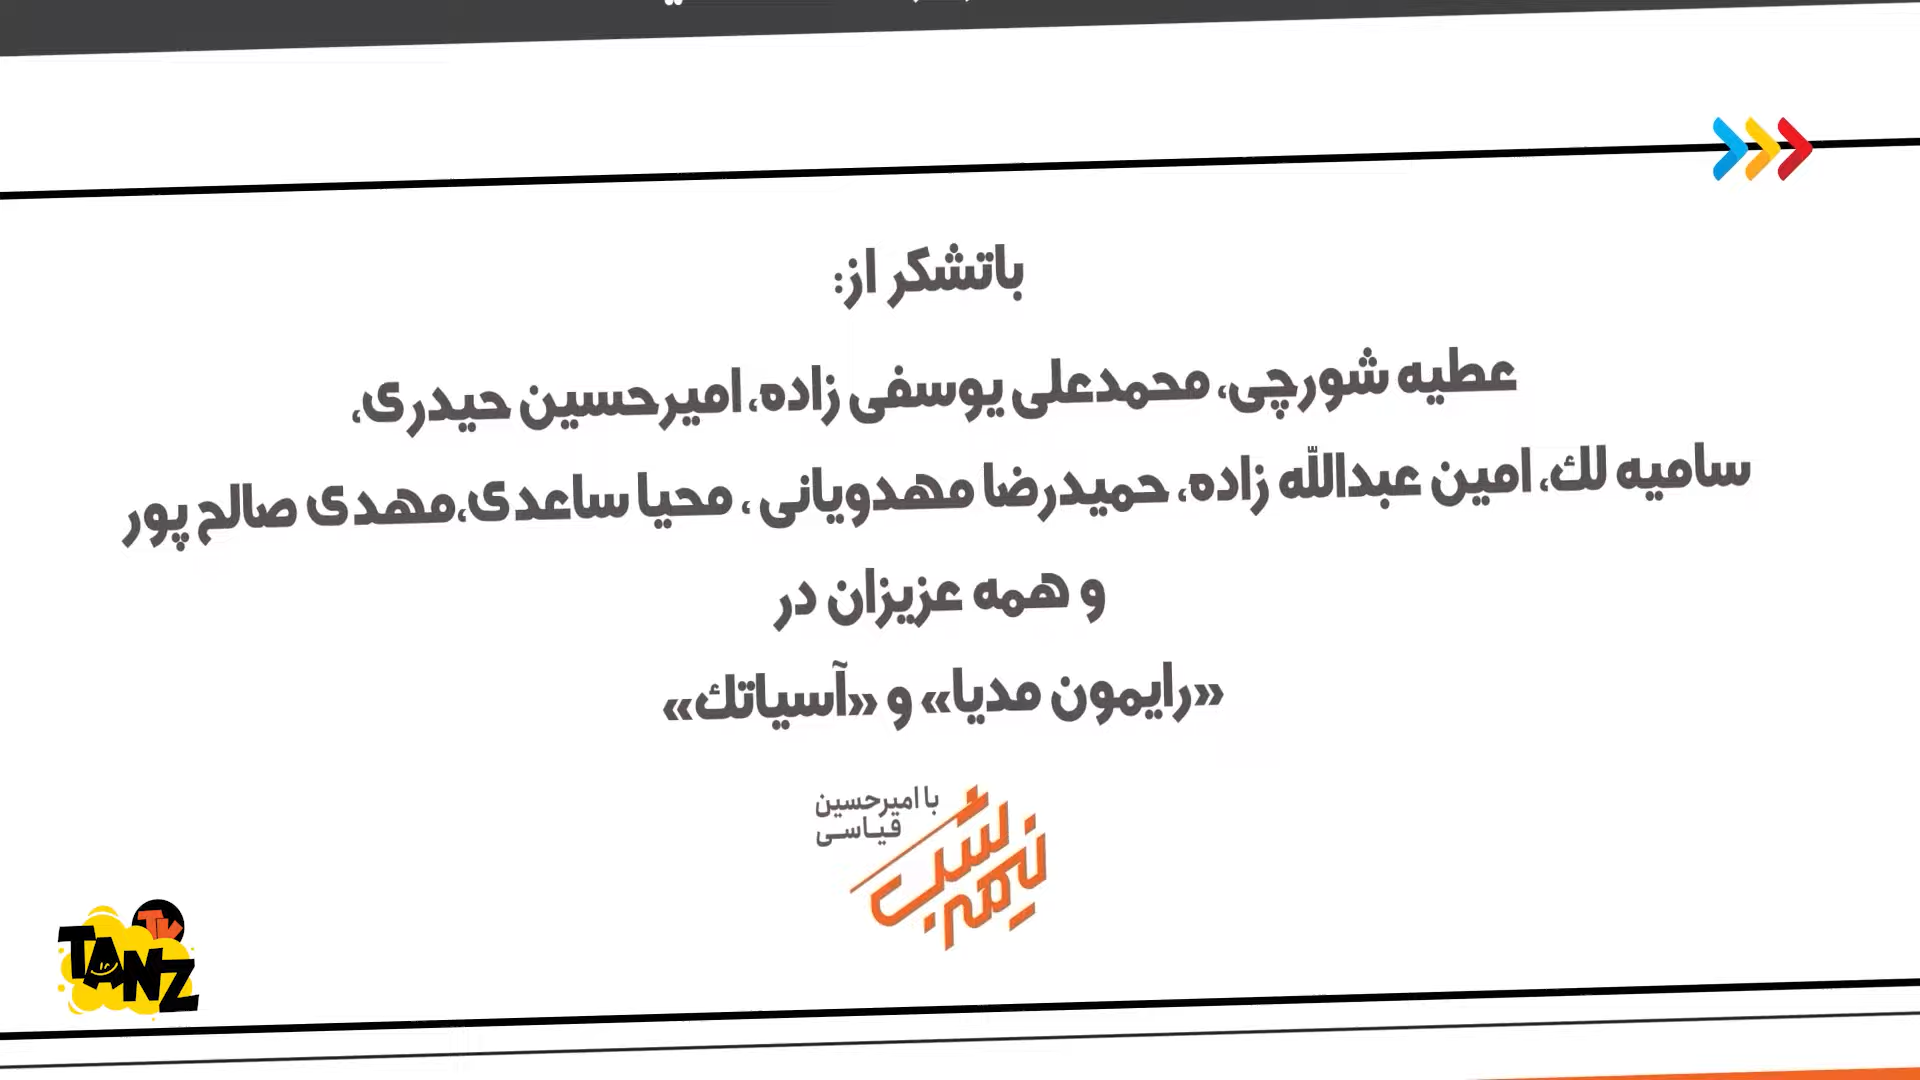 باتشکر از:
عطیه شورچی، محمدعلی یوسفی زاده، امیرحسین حیدری،
سامیه لك، امین عبدالله زاده، حمیدرضا مهدویانی ، محیا ساعدی،مهدی صالح پور
و همه عزیزان در
«رایمون مدیا» و «آسیاتك»
با امیرحسین
قیاسی
نیمه شب
TANZ
TV